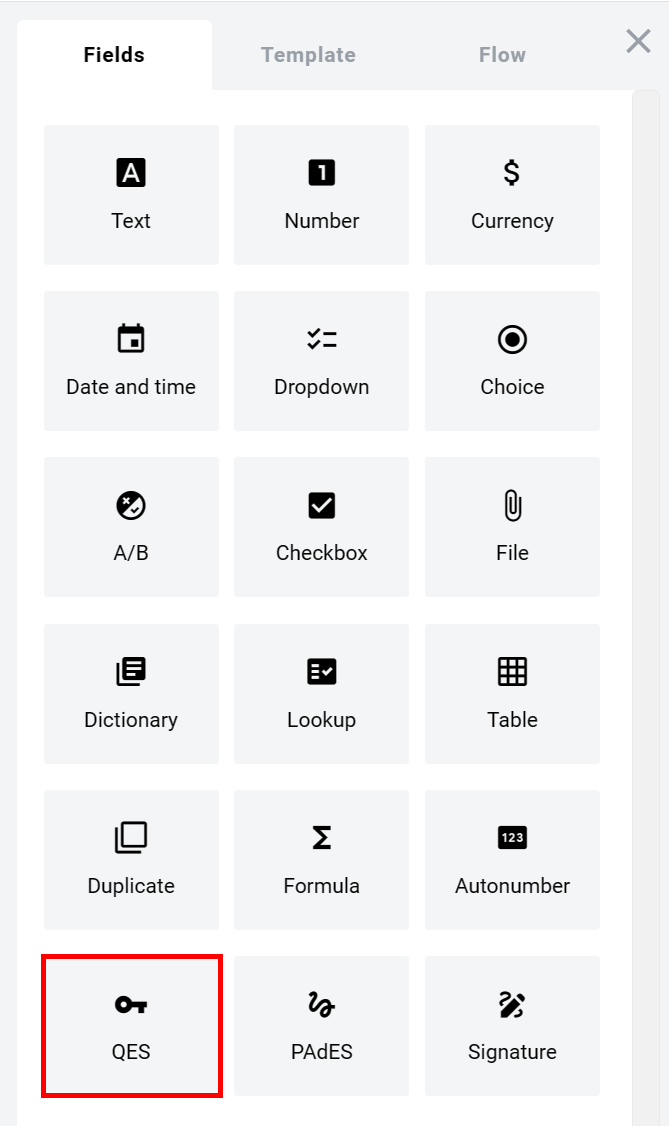 Fields Template Flow
A 1 $
Text Number Currency
Date and time Dropdown Choice
A/B Checkbox File
Dictionary Lookup Table
123
Duplicate Formula Autonumber
QES PAdES Signature